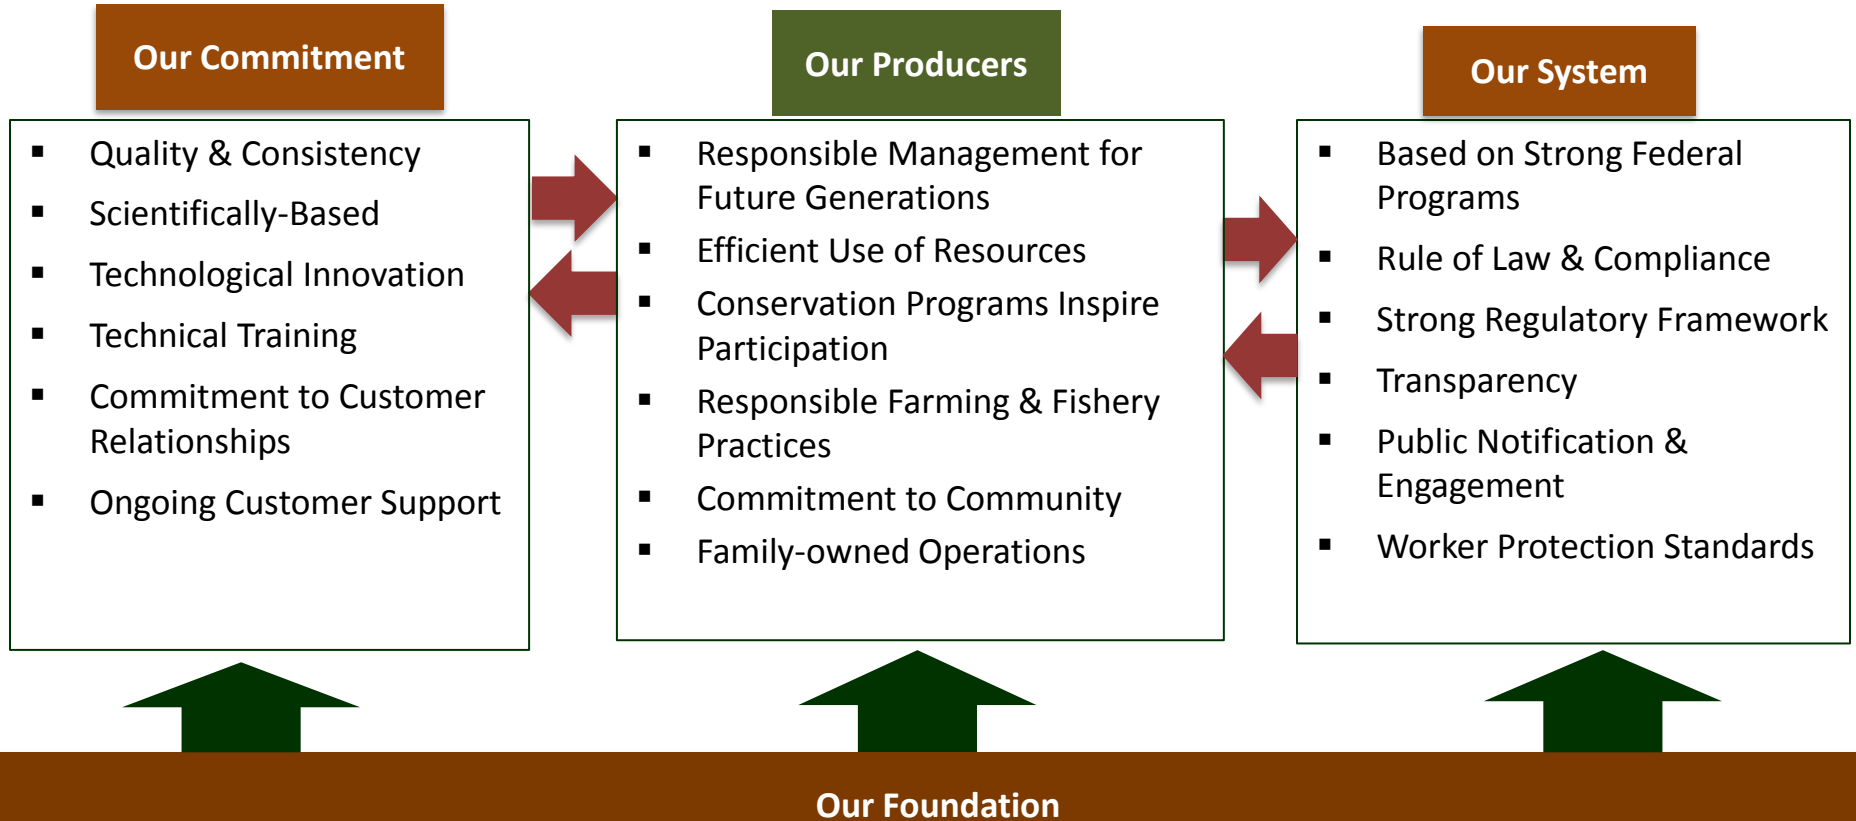 Our Commitment
▪ Quality & Consistency
▪ Scientifically-Based
▪ Technological Innovation
▪ Technical Training
▪ Commitment to Customer
Relationships
▪ Ongoing Customer Support
Our Producers
▪ Responsible Management for
Future Generations
▪ Efficient Use of Resources
▪ Conservation Programs Inspire
Participation
▪ Responsible Farming & Fishery
Practices
▪ Commitment to Community
▪ Family-owned Operations
Our System
▪ Based on Strong Federal
Programs
▪ Rule of Law & Compliance
▪ Strong Regulatory Framework
▪ Transparency
▪ Public Notification &
Engagement
▪ Worker Protection Standards
Our Foundation